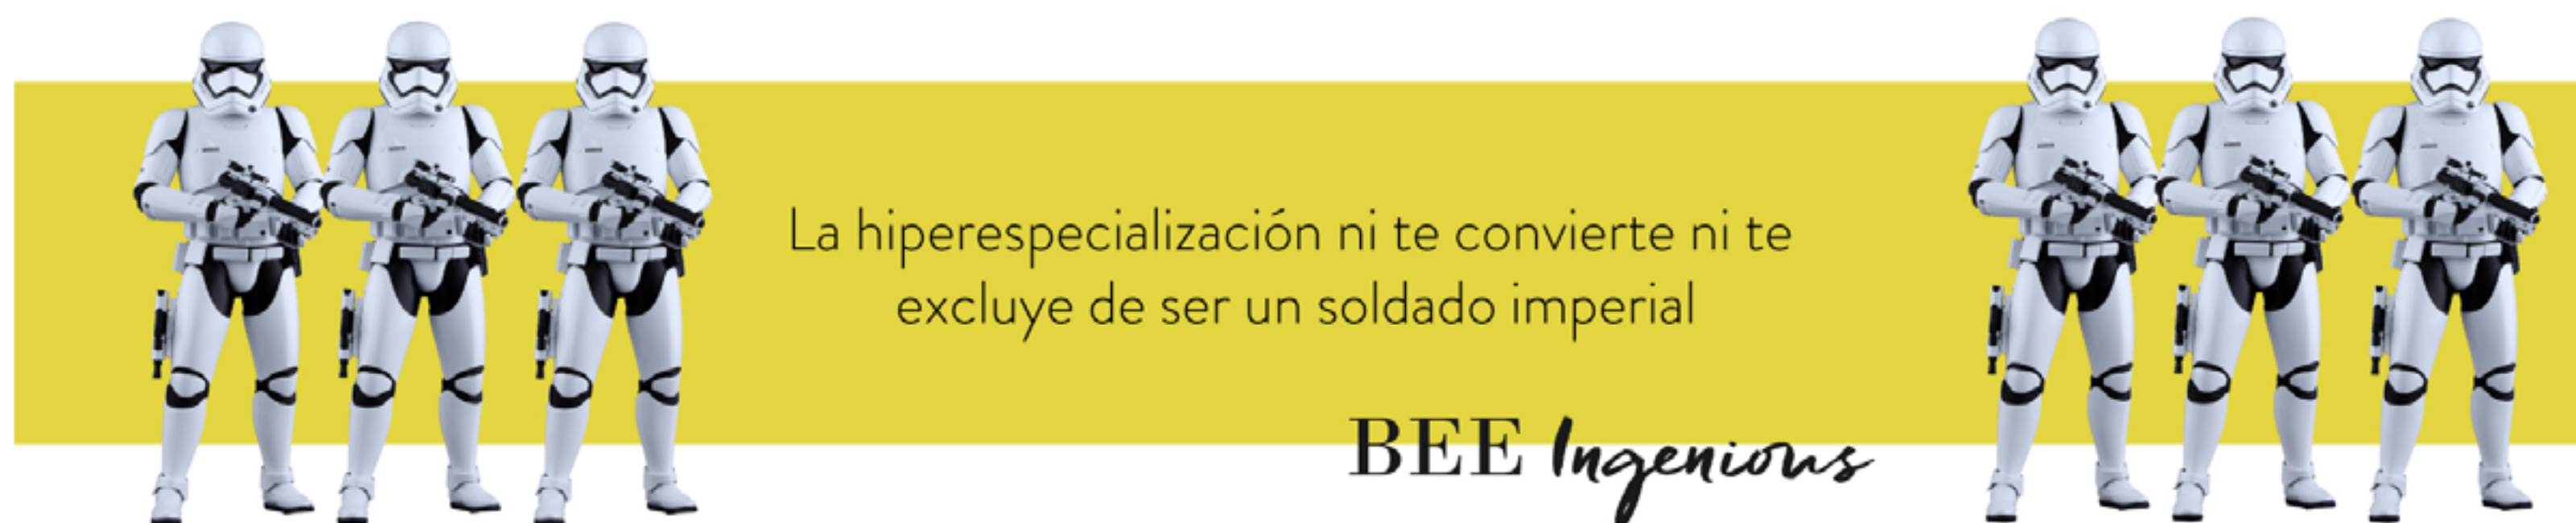 La hiperespecialización ni te convierte ni te
excluye de ser un soldado imperial
BEE Ingenious